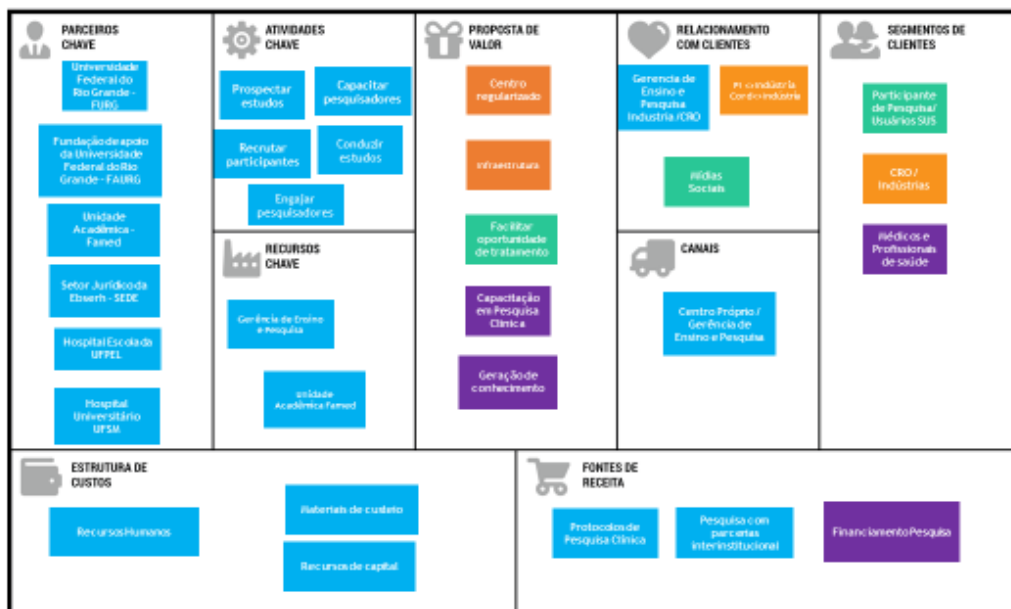 PARCEIROS
CHAVE
Universidade
Federal do
Rio Grande -
FURG
Fundação de apoio
da Universidade
Federal do Rio
Grande - FAURG
Unidade
Acadêmica -
Famed
Setor Jurídico da
Ebserh - SEDE
Hospital Escola da
UFPEL
Hospital
Universitário
UFSM
ATIVIDADES
CHAVE
Prospectar
estudos
Capacitar
pesquisadores
Recrutar
participantes
Conduzir
estudos
Engajar
pesquisadores
RECURSOS
CHAVE
Gerência de Ensino
e Pesquisa
Unidade
Acadêmica Famed
PROPOSTA DE
VALOR
Centro
regularizado
Infraestrutura
Facilitar
oportunidade
de tratamento
Capacitação
em Pesquisa
Clínica
Geração de
conhecimento
RELACIONAMENTO
COM CLIENTES
Gerencia de
Ensino e
Pesquisa
Industria /CRO
PI <>Indústria
Cord<>Indústria
Mídias
Sociais
CANAIS
Centro Próprio /
Gerência de
Ensino e Pesquisa
SEGMENTOS DE
CLIENTES
Participante
de Pesquisa/
Usuários SUS
CRO /
Indústrias
Médicos e
Profissionais
de saúde
ESTRUTURA DE
CUSTOS
Recursos Humanos
Materiais de custeio
Recursos de capital
FONTES DE
RECEITA
Protocolos de
Pesquisa Clínica
Pesquisa com
parcerias
interinstitucional
Financiamento Pesquisa